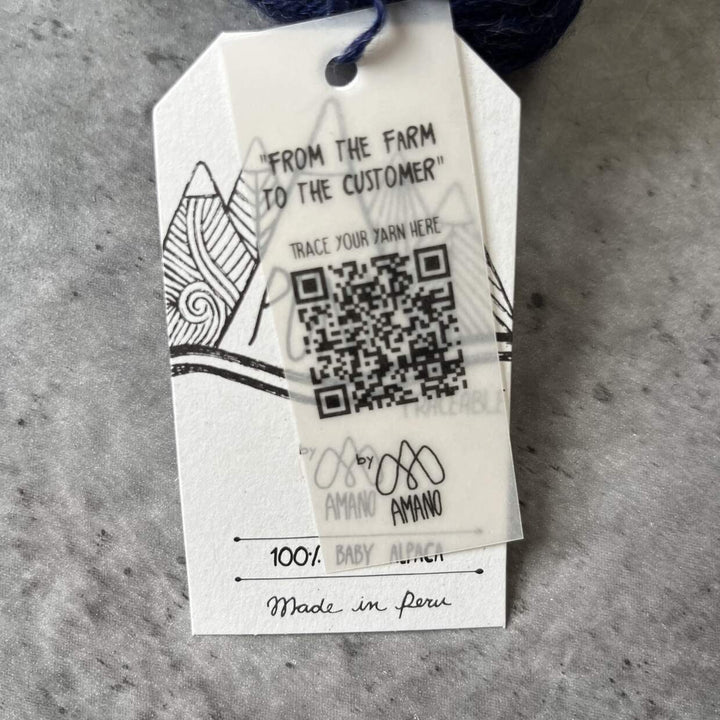 "FROM THE FARM
TO THE CUSTOMER"
TRACE YOUR YARN HERE
TRACEABLE
by by
AMANO AMANO
100% BABY ALPACA
Made in Peru